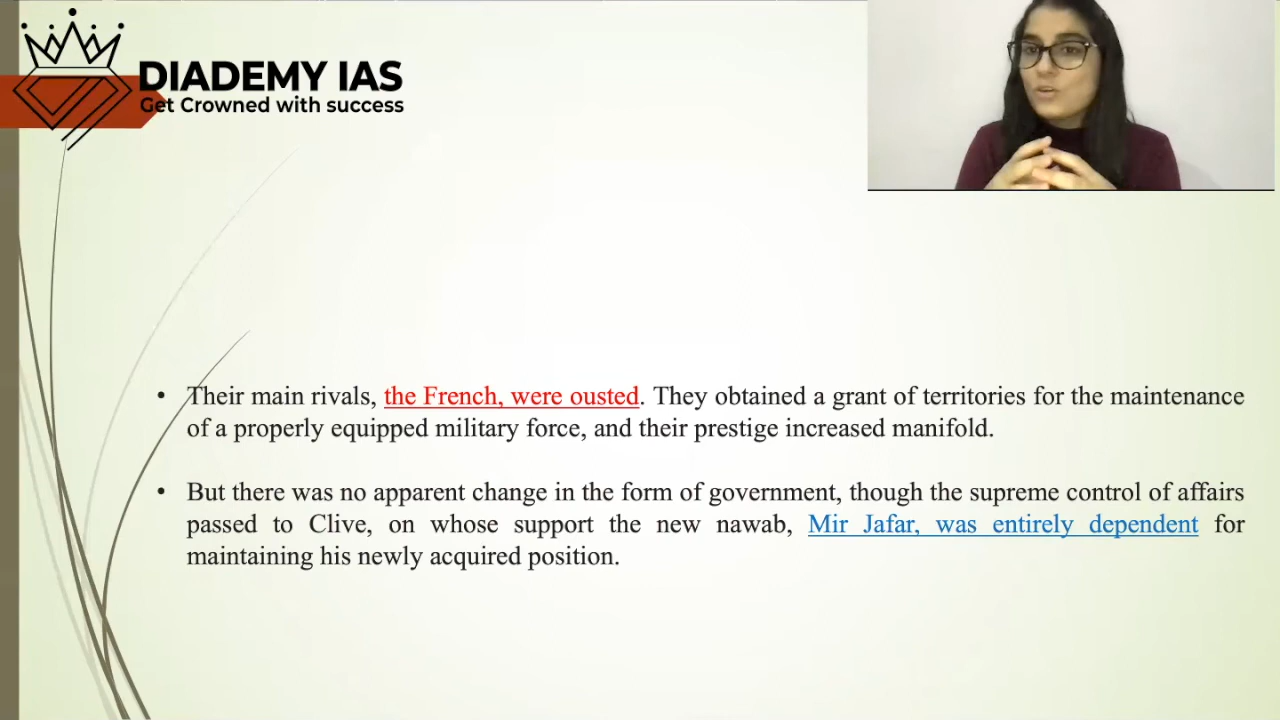 DIADEMY IAS
Get Crowned with success
• Their main rivals, the French, were ousted. They obtained a grant of territories for the maintenance
of a properly equipped military force, and their prestige increased manifold.
• But there was no apparent change in the form of government, though the supreme control of affairs
passed to Clive, on whose support the new nawab, Mir Jafar, was entirely dependent for
maintaining his newly acquired position.